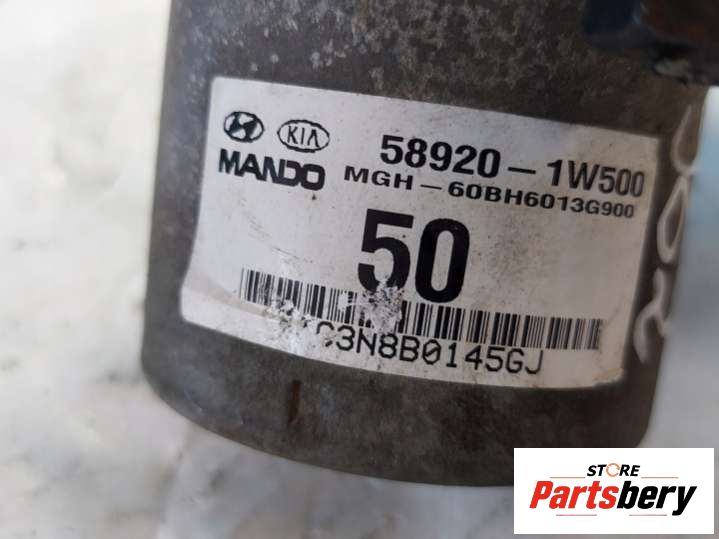 KIA 58920-1W500
MANDO MGH-60BH6013G900
50
C3N8B0145GJ
STORE
Partsbery